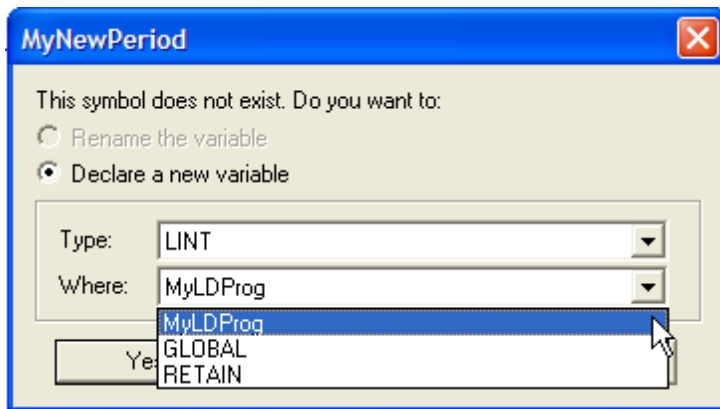 MyNewPeriod
This symbol does not exist. Do you want to:
Rename the variable
Declare a new variable
Type: LINT
Where: MyLDProg
MyLDProg
GLOBAL
RETAIN